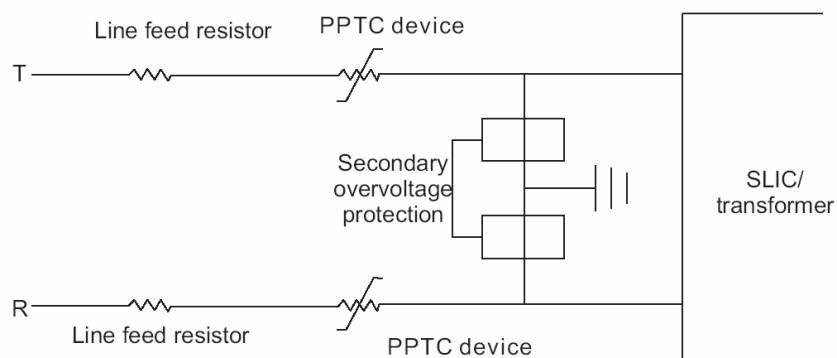 Line feed resistor
PPTC device
T
Secondary
overvoltage
protection
SLIC/
transformer
R
Line feed resistor
PPTC device